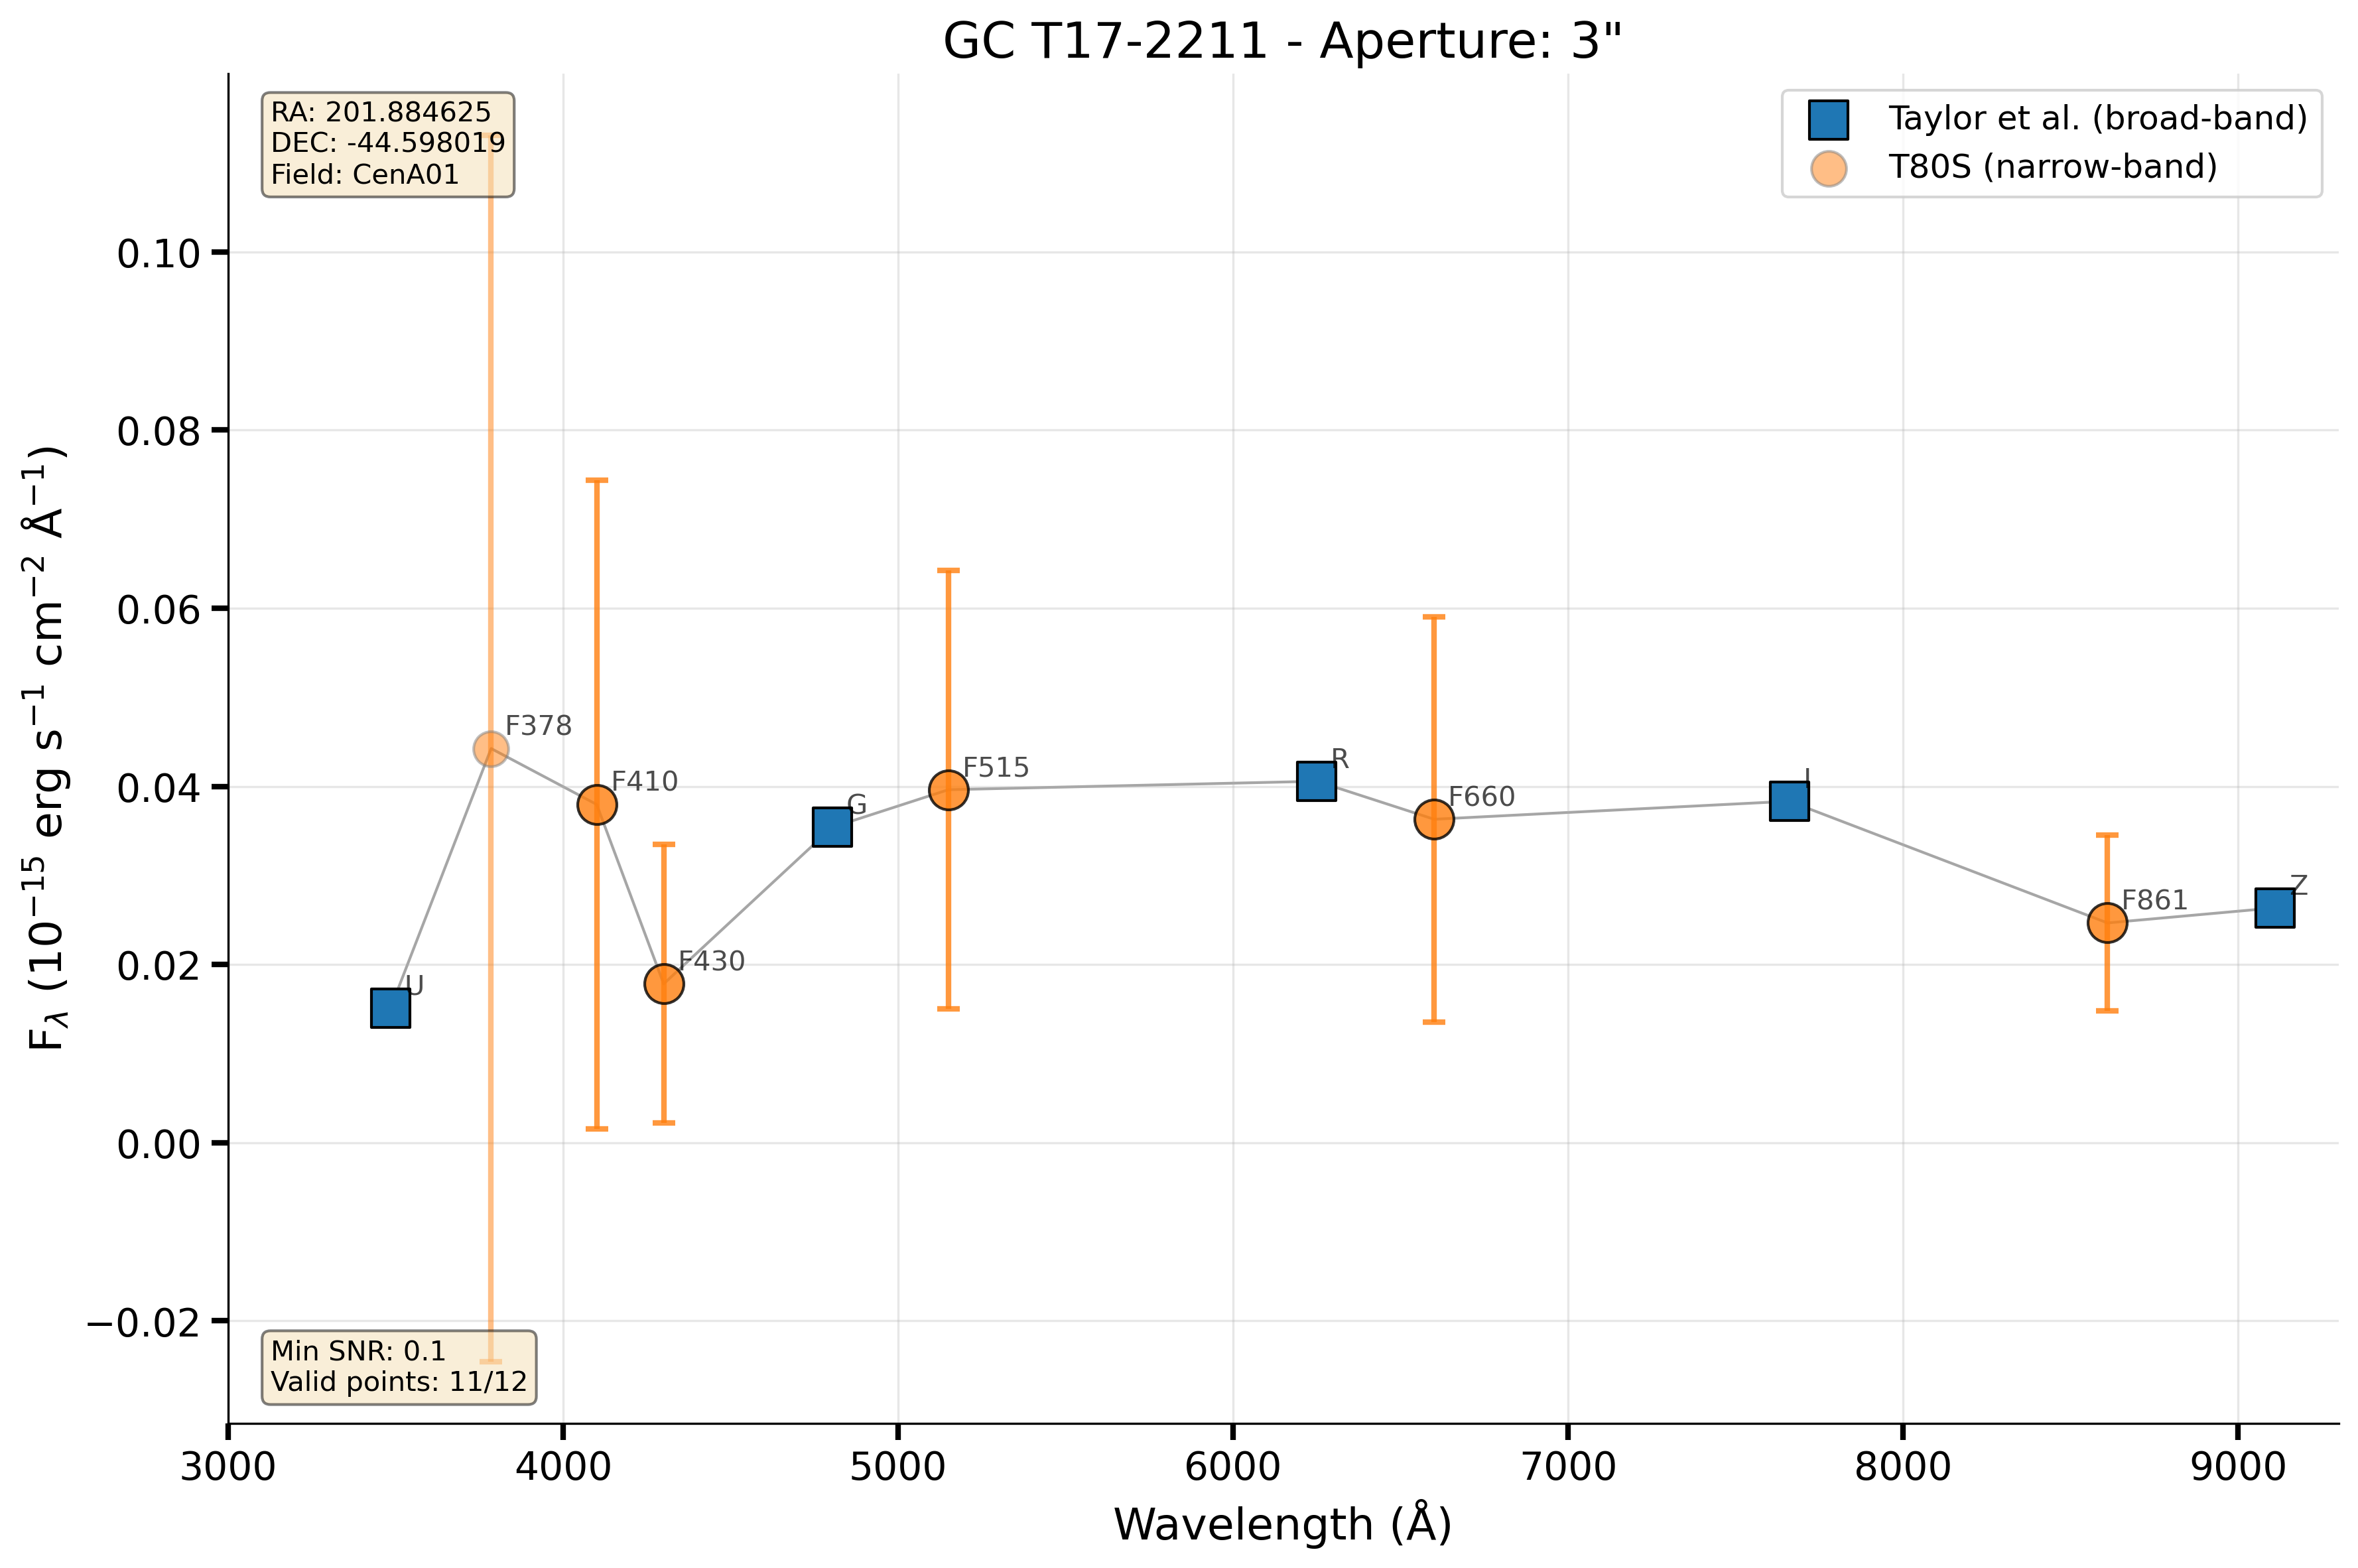 GC T17-2211 - Aperture: 3"
RA: 201.884625
DEC: -44.598019
Field: CenA01
Taylor et al. (broad-band)
T80S (narrow-band)
0.10
0.08
0.06
0.04
0.02
0.00
−0.02
F_λ (10⁻¹⁵ erg s⁻¹ cm⁻² Å⁻¹)
U
F378
F410
F430
G
F515
R
F660
I
F861
Z
Min SNR: 0.1
Valid points: 11/12
3000
4000
5000
6000
7000
8000
9000
Wavelength (Å)